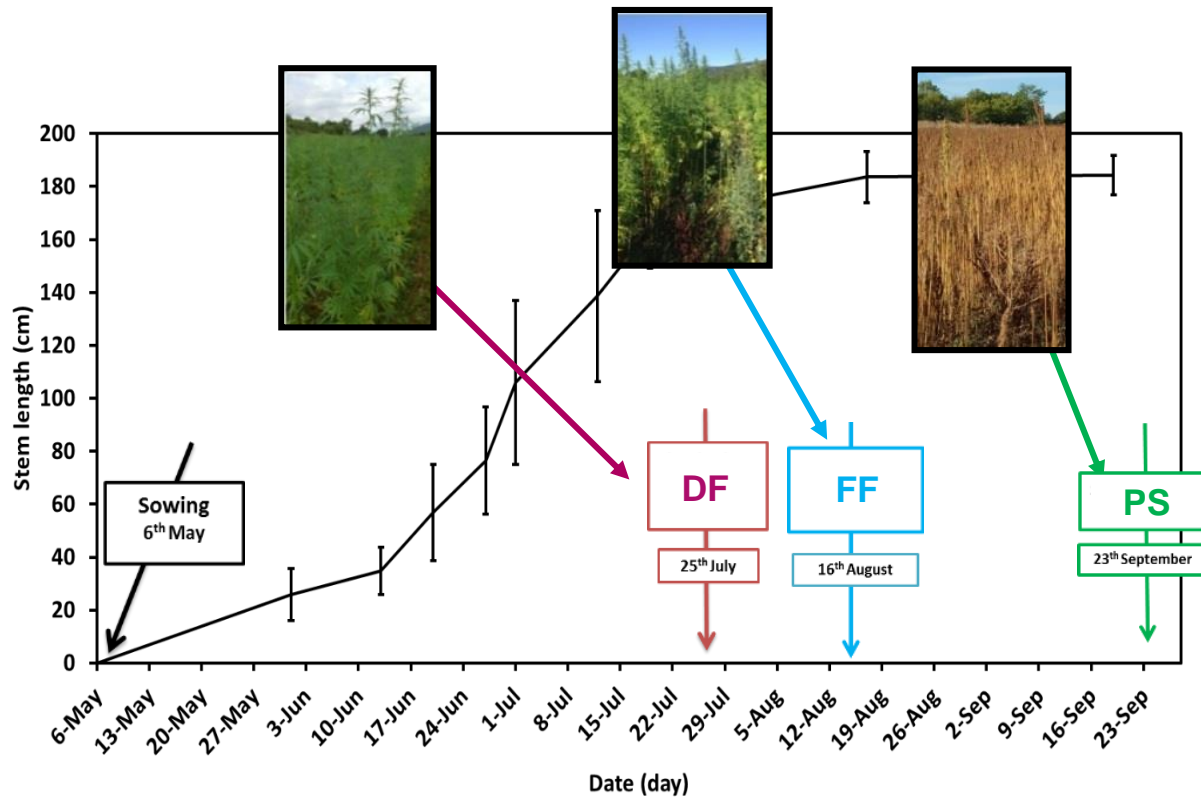 200
180
160
140
120
100
80
60
40
20
0
Stem length (cm)
Sowing
6th May
DF
25th July
FF
16th August
PS
23th September
6-May
13-May
20-May
27-May
3-Jun
10-Jun
17-Jun
24-Jun
1-Jul
8-Jul
15-Jul
22-Jul
29-Jul
5-Aug
12-Aug
19-Aug
26-Aug
2-Sep
9-Sep
16-Sep
23-Sep
Date (day)